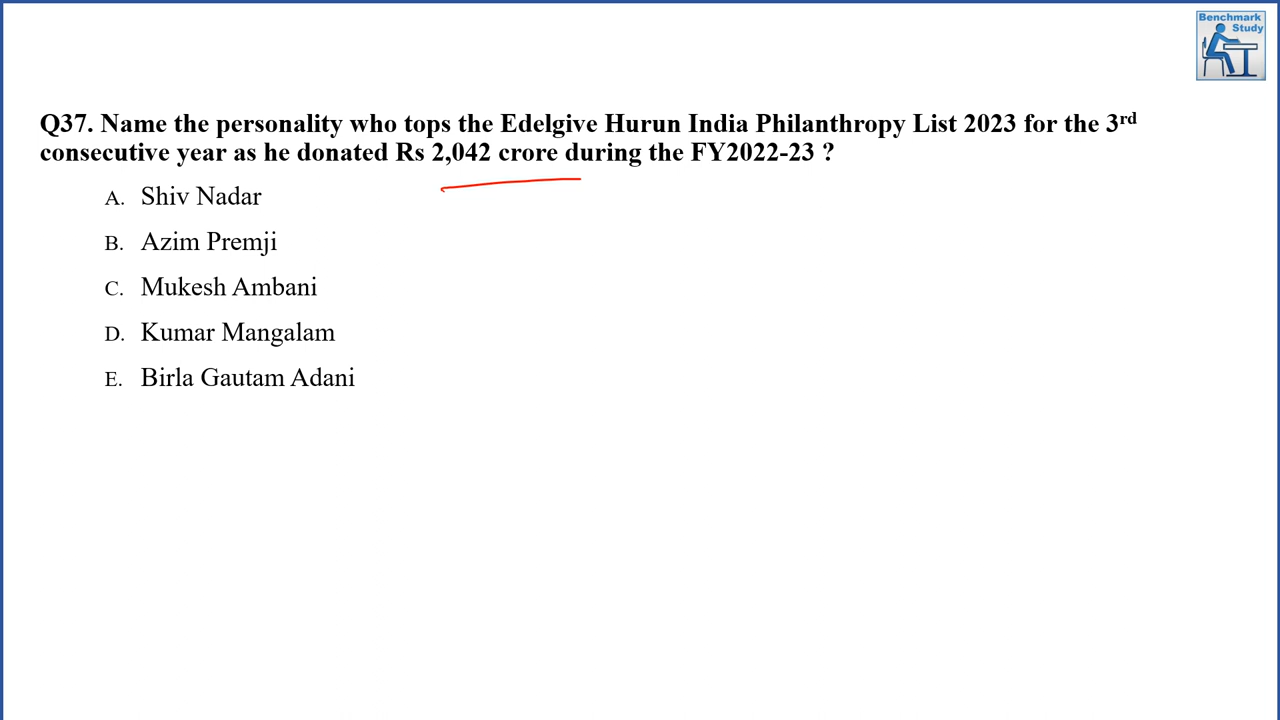 Benchmark
Study
Q37. Name the personality who tops the Edelgive Hurun India Philanthropy List 2023 for the 3rd
consecutive year as he donated Rs 2,042 crore during the FY2022-23 ?
A. Shiv Nadar
B. Azim Premji
C. Mukesh Ambani
D. Kumar Mangalam
E. Birla Gautam Adani